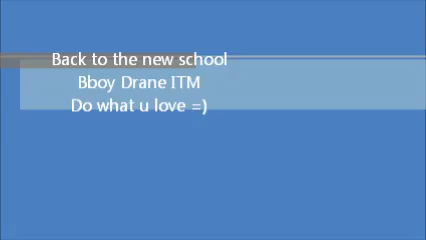 Back to the new school
Bboy Drane ITM
Do what u love =)